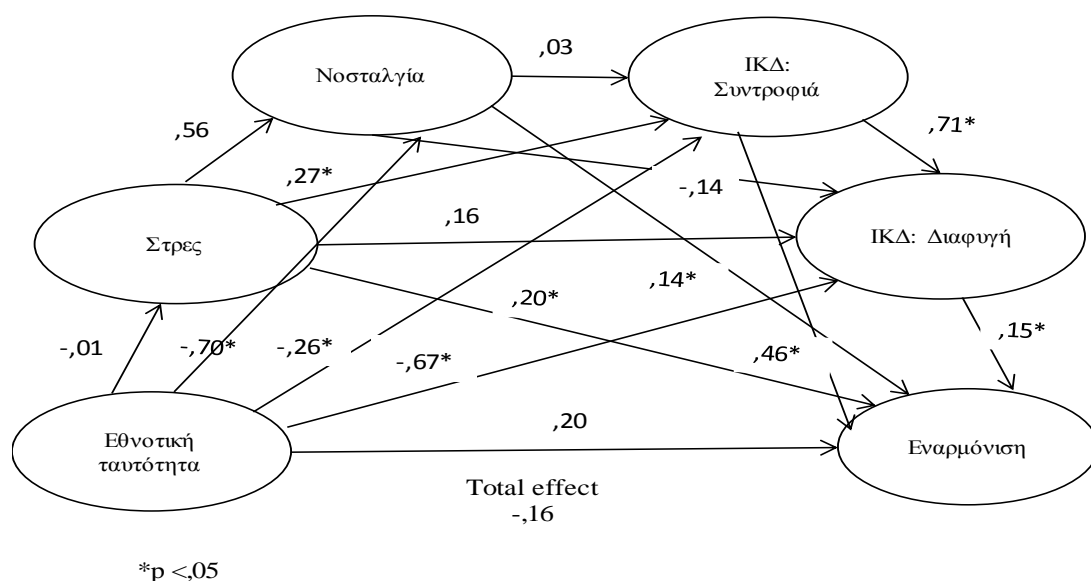 ,03
Νοσταλγία
ΙΚΔ:
Συντροφιά
,56
,71*
,27*
-,14
,16
Στρες
ΙΚΔ: Διαφυγή
,20*
,14*
-,01
-,70*
-,26*
-,67*
,46*
,15*
,20
Εθνοτική
ταυτότητα
Εναρμόνιση
Total effect
-,16
*p <,05